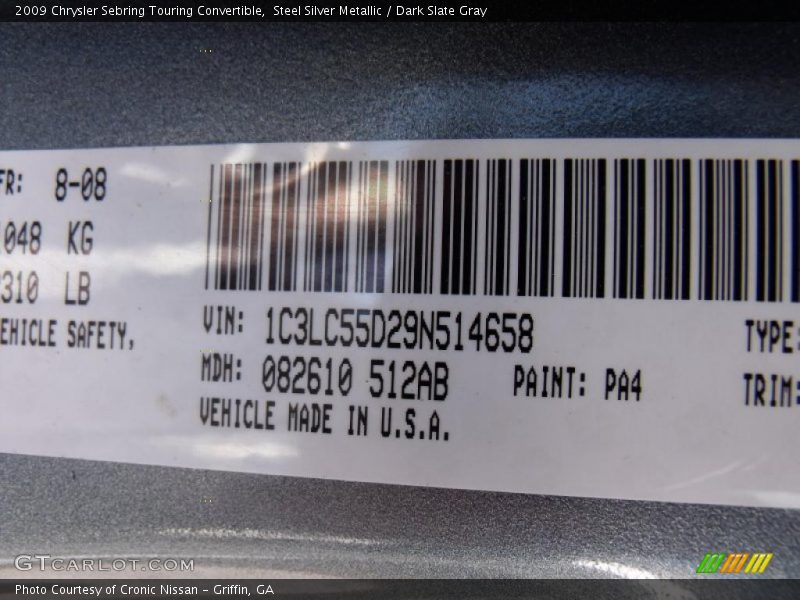 2009 Chrysler Sebring Touring Convertible, Steel Silver Metallic / Dark Slate Gray
FR: 8-08
048 KG
310 LB
EHICLE SAFETY,
VIN: 1C3LC55D29N514658
TYPE:
MDH: 082610 512AB
PAINT: PA4
TRIM:
VEHICLE MADE IN U.S.A.
GTCARLOT.COM
Photo Courtesy of Cronic Nissan - Griffin, GA